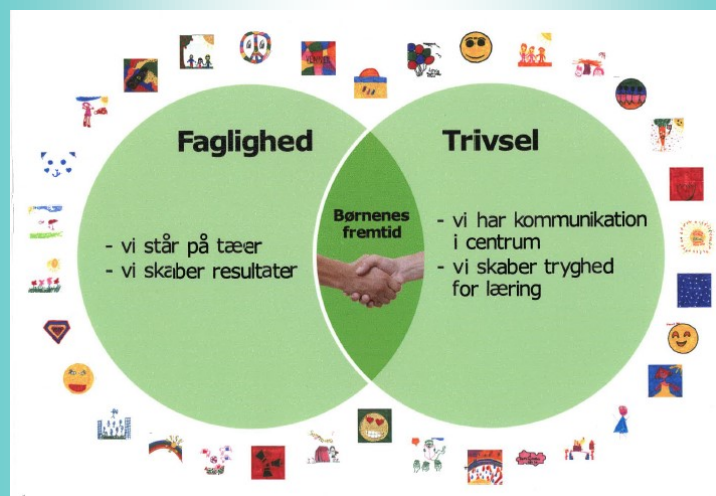 Faglighed
- vi står på tæer
- vi skaber resultater
Børnenes
fremtid
Trivsel
- vi har kommunikation
i centrum
- vi skaber tryghed
for læring